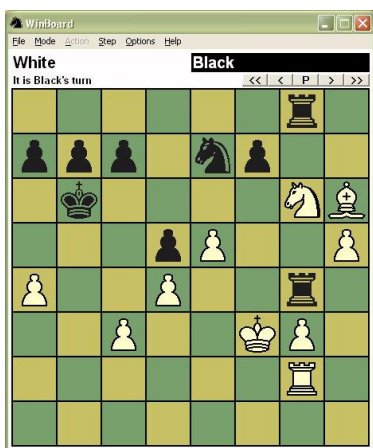 WinBoard
File Mode Action Step Options Help
White Black
It is Black's turn << < P > >>